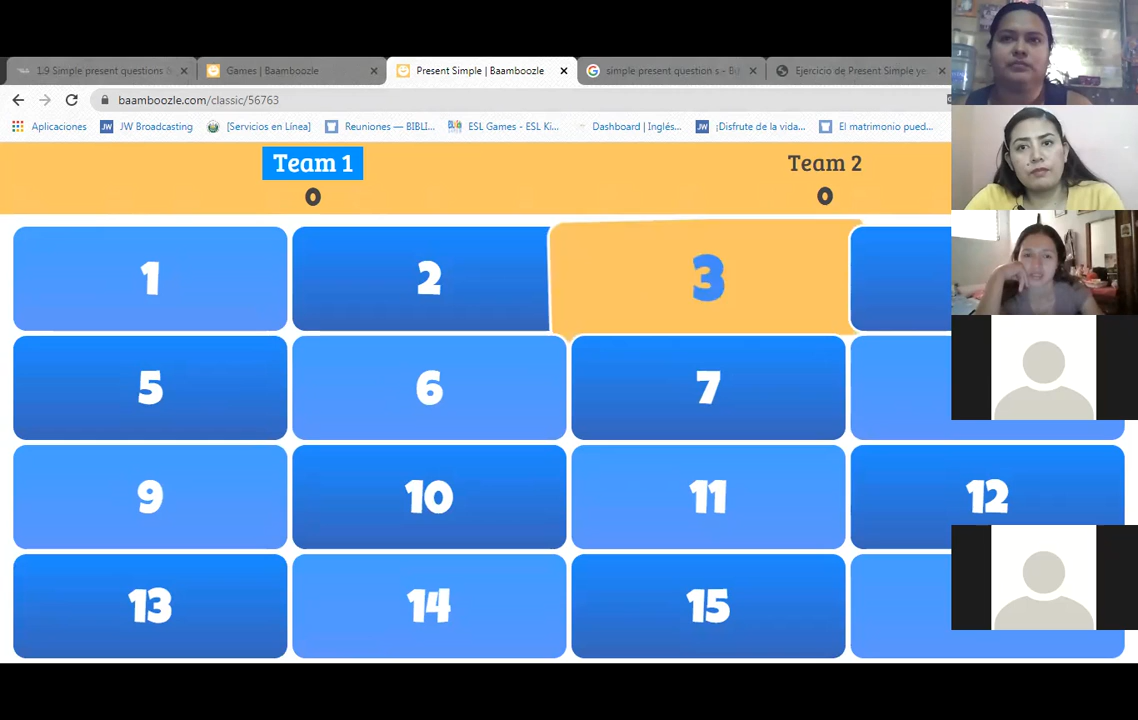 1.9 Simple present questions &
Games | Baamboozle
Present Simple | Baamboozle
simple present question s - Bú
Ejercicio de Present Simple ye
baamboozle.com/classic/56763
Aplicaciones
JW Broadcasting
[Servicios en Línea]
Reuniones — BIBLI...
ESL Games - ESL Ki...
Dashboard | Inglés...
¡Disfrute de la vida...
El matrimonio pued...
Team 1
Team 2
0
0
1
2
3
5
6
7
9
10
11
12
13
14
15